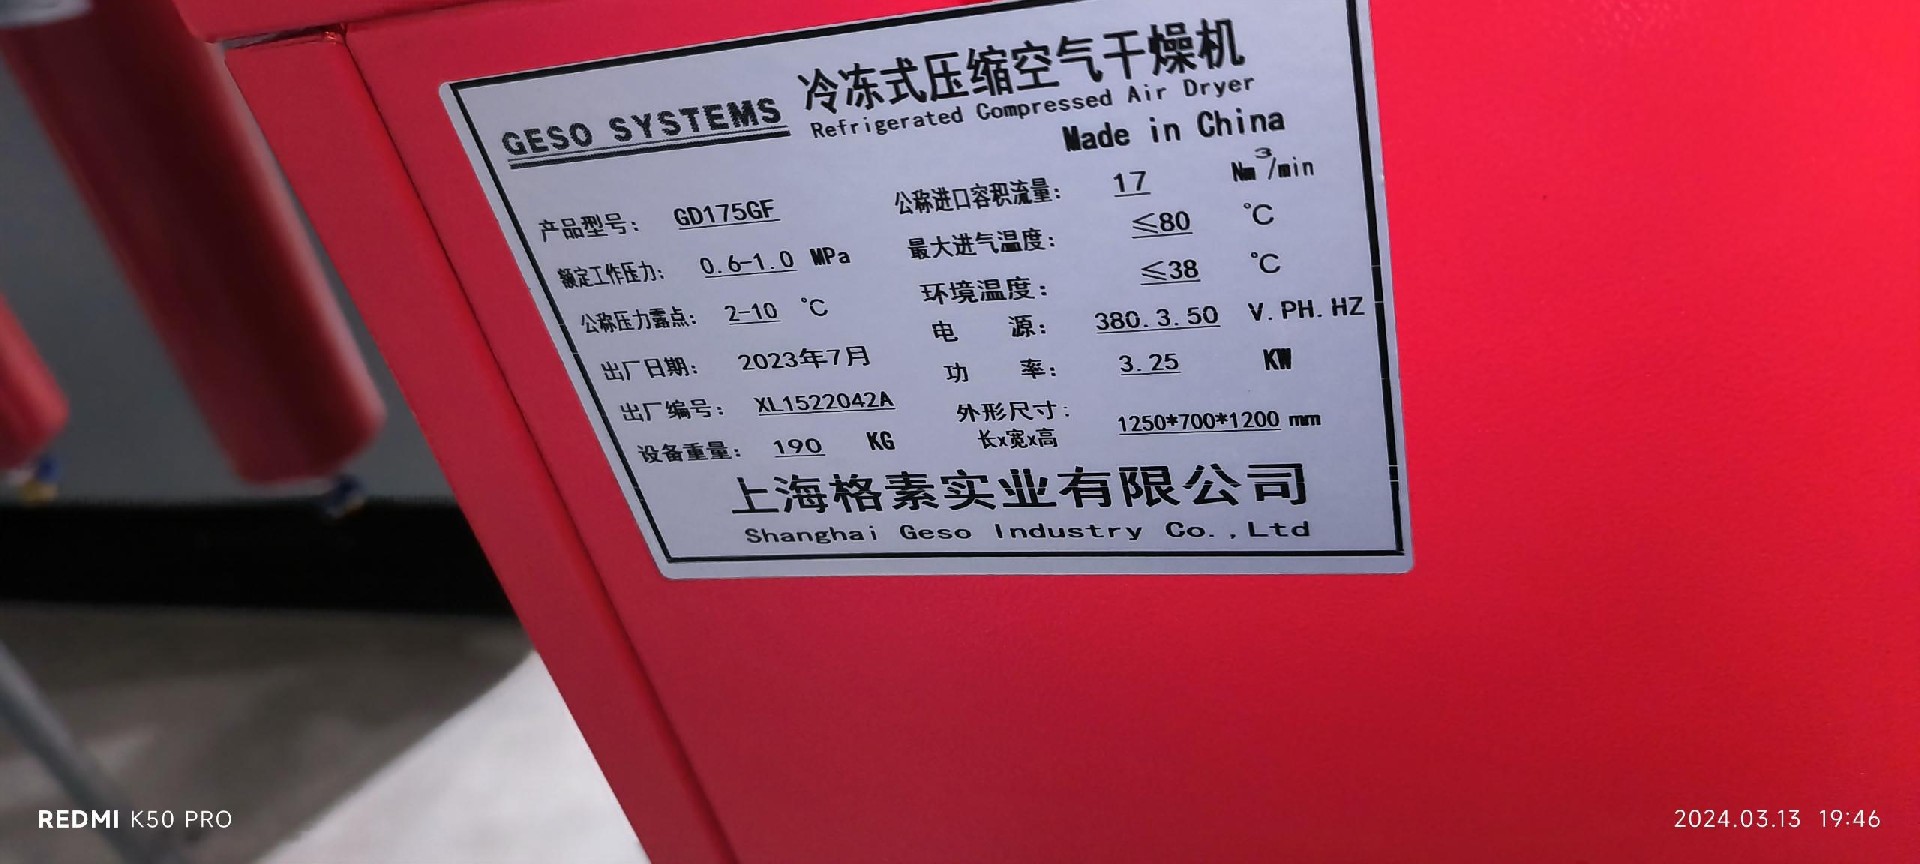 GESO SYSTEMS 冷冻式压缩空气干燥机
Refrigerated Compressed Air Dryer
Made in China
产品型号: GD175GF 公称进口容积流量: 17 Nm³/min
额定工作压力: 0.6-1.0 MPa 最大进气温度: ≤80 ℃
公称压力露点: 2-10 ℃ 环境温度: ≤38 ℃
出厂日期: 2023年7月 电 源: 380.3.50 V.PH.HZ
出厂编号: XL1522042A 功 率: 3.25 KW
设备重量: 190 KG 外形尺寸: 1250*700*1200 mm
长x宽x高
上海格素实业有限公司
Shanghai Geso Industry Co.,Ltd
REDMI K50 PRO
2024.03.13 19:46